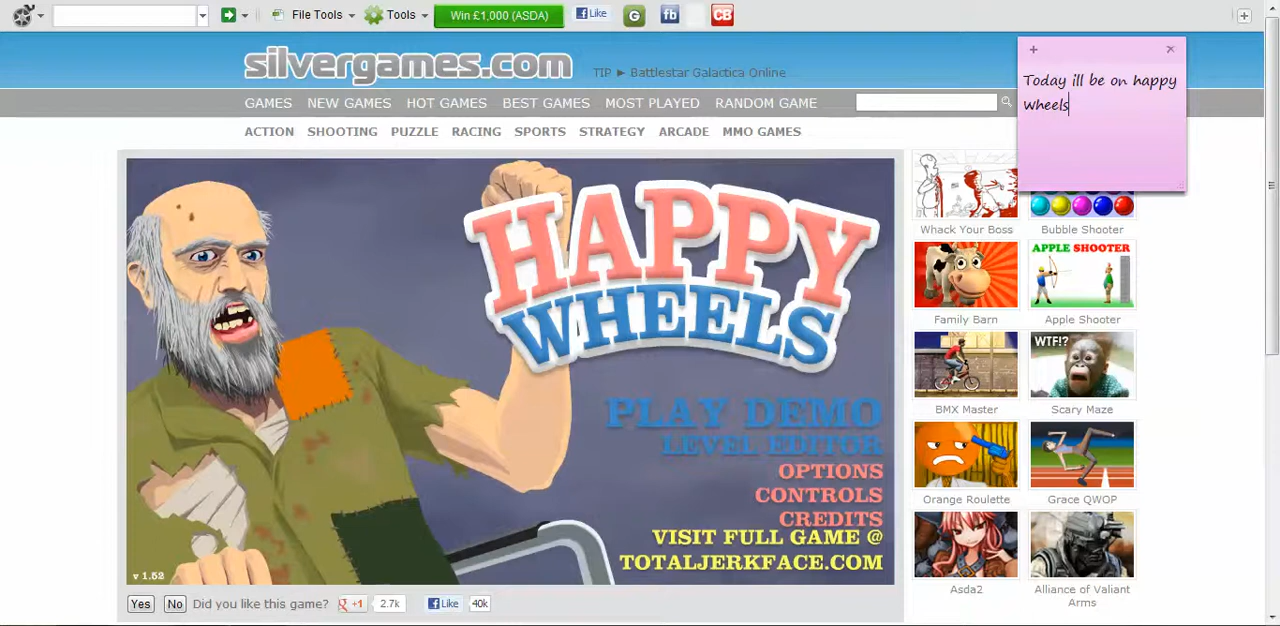 File Tools
Tools
Win £1,000 (ASDA)
Like
G
fb
CB
silvergames.com
TIP ► Battlestar Galactica Online
Today ill be on happy
wheels
GAMES NEW GAMES HOT GAMES BEST GAMES MOST PLAYED RANDOM GAME
ACTION SHOOTING PUZZLE RACING SPORTS STRATEGY ARCADE MMO GAMES
HAPPY
WHEELS
PLAY DEMO
LEVEL EDITOR
OPTIONS
CONTROLS
CREDITS
VISIT FULL GAME @
TOTALJERKFACE.COM
v 1.52
Whack Your Boss
Bubble Shooter
APPLE SHOOTER
Family Barn
Apple Shooter
WTF!?
BMX Master
Scary Maze
Orange Roulette
Grace QWOP
Asda2
Alliance of Valiant
Arms
Yes No Did you like this game? +1 2.7k Like 40k